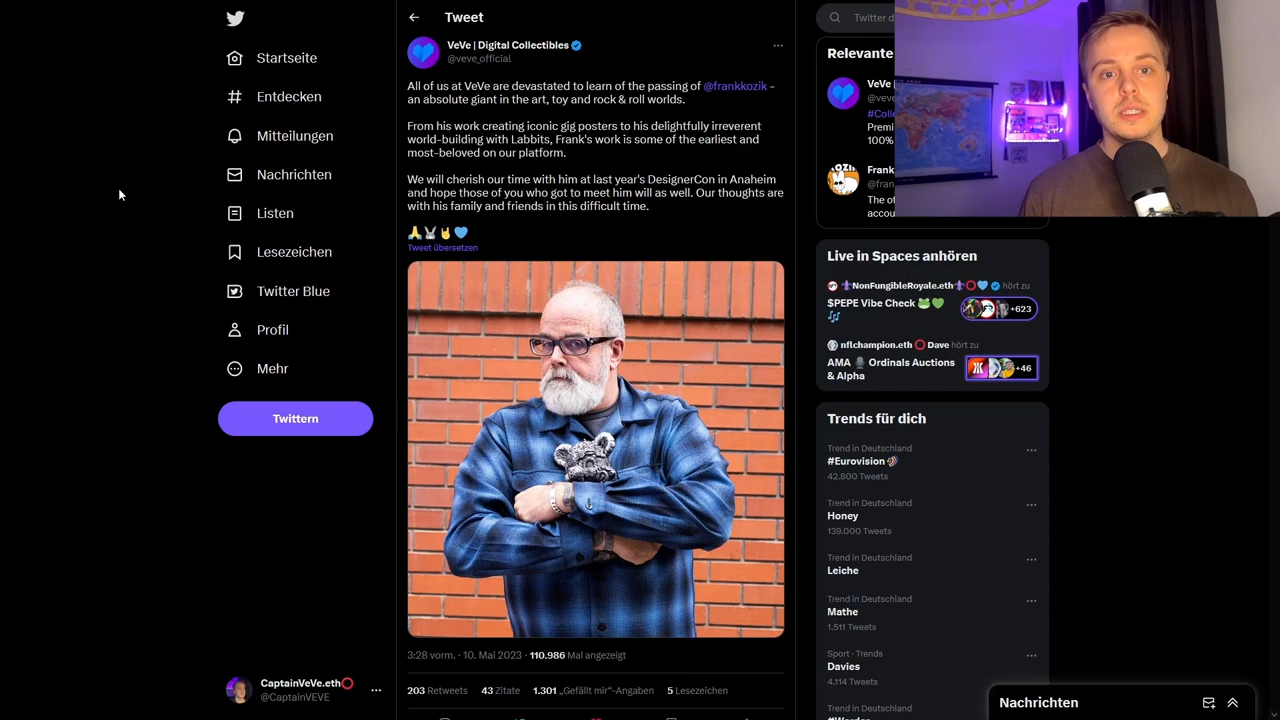 Startseite
Entdecken
Mitteilungen
Nachrichten
Listen
Lesezeichen
Twitter Blue
Profil
Mehr
Twittern
CaptainVeVe.eth
@CaptainVEVE
Tweet
VeVe | Digital Collectibles
@veve_official
All of us at VeVe are devastated to learn of the passing of @frankkozik -
an absolute giant in the art, toy and rock & roll worlds.
From his work creating iconic gig posters to his delightfully irreverent
world-building with Labbits, Frank's work is some of the earliest and
most-beloved on our platform.
We will cherish our time with him at last year's DesignerCon in Anaheim
and hope those of you who got to meet him will as well. Our thoughts are
with his family and friends in this difficult time.
Tweet übersetzen
3:28 vorm. · 10. Mai 2023 · 110.986 Mal angezeigt
203 Retweets 43 Zitate 1.301 „Gefällt mir"-Angaben 5 Lesezeichen
Twitter d
Relevante
VeVe
@veve
#Coll
Premi
100%
Frank
@fran
The o
accou
Live in Spaces anhören
NonFungibleRoyale.eth hört zu
$PEPE Vibe Check
+623
nflchampion.eth Dave hört zu
AMA Ordinals Auctions
& Alpha
+46
Trends für dich
Trend in Deutschland
#Eurovision
42.800 Tweets
Trend in Deutschland
Honey
139.000 Tweets
Trend in Deutschland
Leiche
Trend in Deutschland
Mathe
1.511 Tweets
Sport · Trends
Davies
4.114 Tweets
Trend in Deutschland
Nachrichten